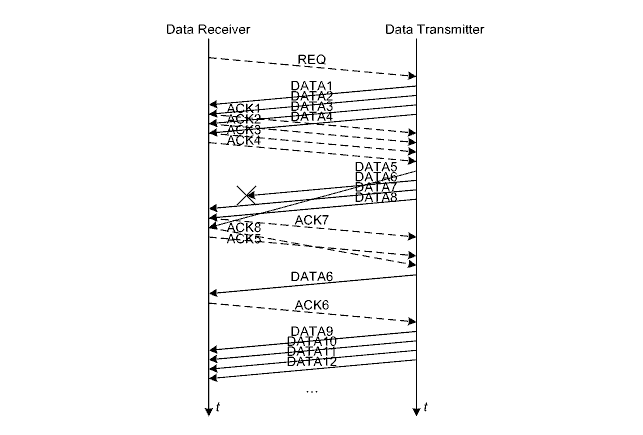 Data Receiver Data Transmitter
REQ
DATA1
DATA2
ACK1 DATA3
ACK2 DATA4
ACK3
ACK4
DATA5
DATA6
DATA7
DATA8
ACK7
ACK8
ACK5
DATA6
ACK6
DATA9
DATA10
DATA11
DATA12
...
t t